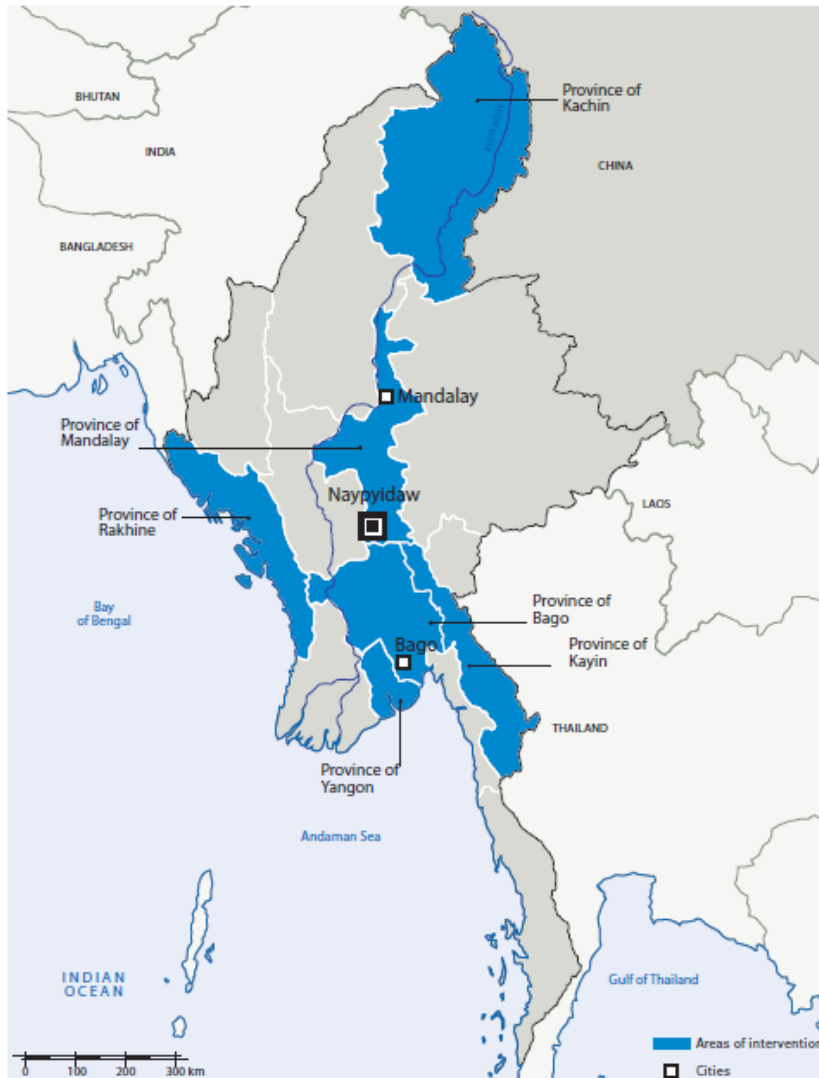 Province of
Kachin
BHUTAN
Irrawaddy
INDIA
CHINA
BANGLADESH
Mandalay
Province of
Mandalay
Naypyidaw
LAOS
Province of
Rakhine
Province of
Bago
Bay
of Bengal
Bago
Province of
Kayin
THAILAND
Province of
Yangon
Andaman Sea
INDIAN
OCEAN
Gulf of Thailand
Areas of intervention
0 100 200 300 km
Cities